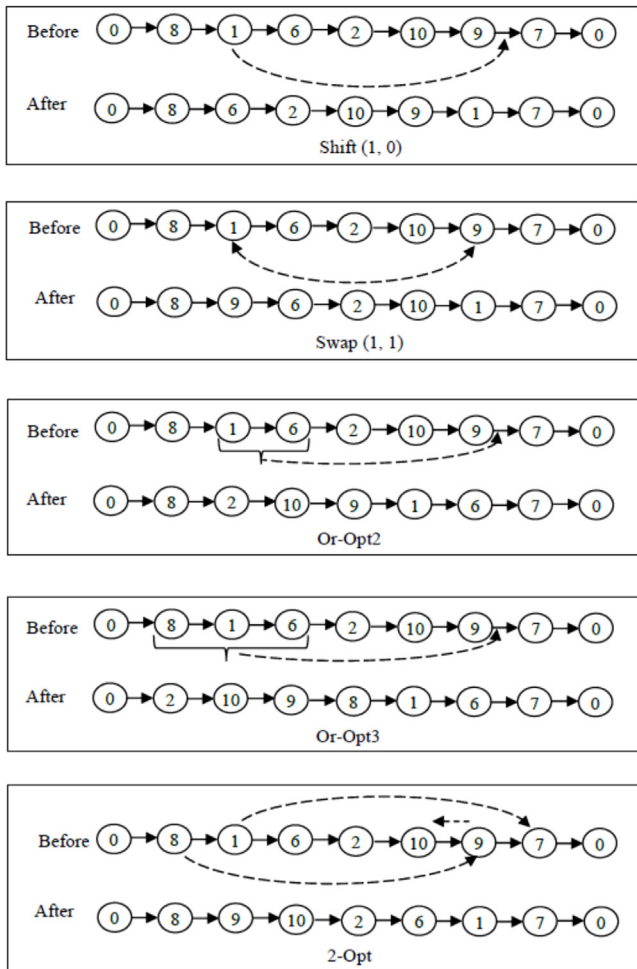 Before 0 8 1 6 2 10 9 7 0
After 0 8 6 2 10 9 1 7 0
Shift (1, 0)
Before 0 8 1 6 2 10 9 7 0
After 0 8 9 6 2 10 1 7 0
Swap (1, 1)
Before 0 8 1 6 2 10 9 7 0
After 0 8 2 10 9 1 6 7 0
Or-Opt2
Before 0 8 1 6 2 10 9 7 0
After 0 2 10 9 8 1 6 7 0
Or-Opt3
Before 0 8 1 6 2 10 9 7 0
After 0 8 9 10 2 6 1 7 0
2-Opt